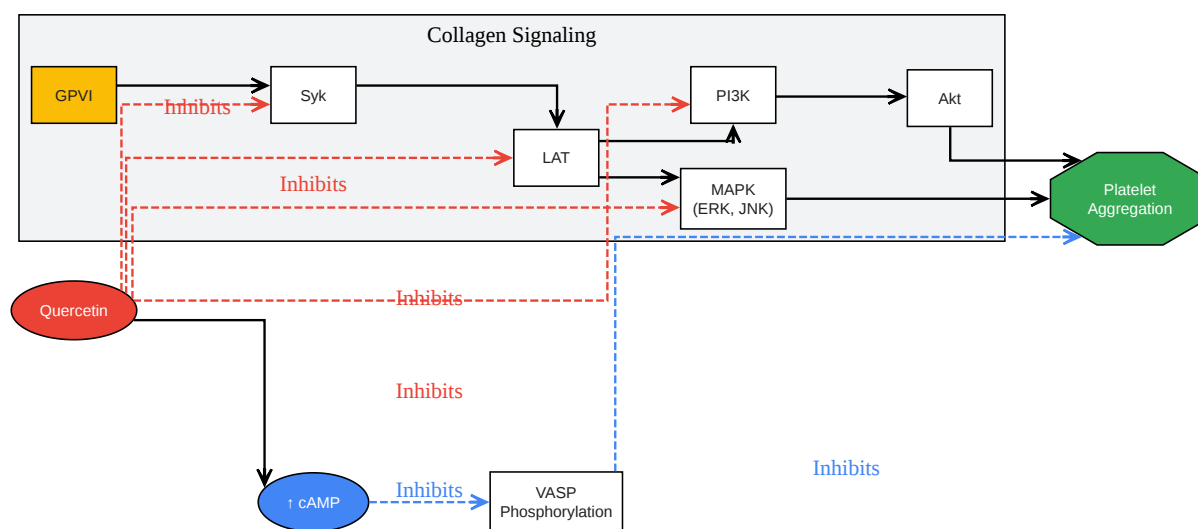 Collagen Signaling
GPVI
Syk
PI3K
Akt
Inhibits
LAT
Inhibits
MAPK
(ERK, JNK)
Platelet
Aggregation
Quercetin
Inhibits
Inhibits
Inhibits
↑ cAMP
Inhibits
VASP
Phosphorylation